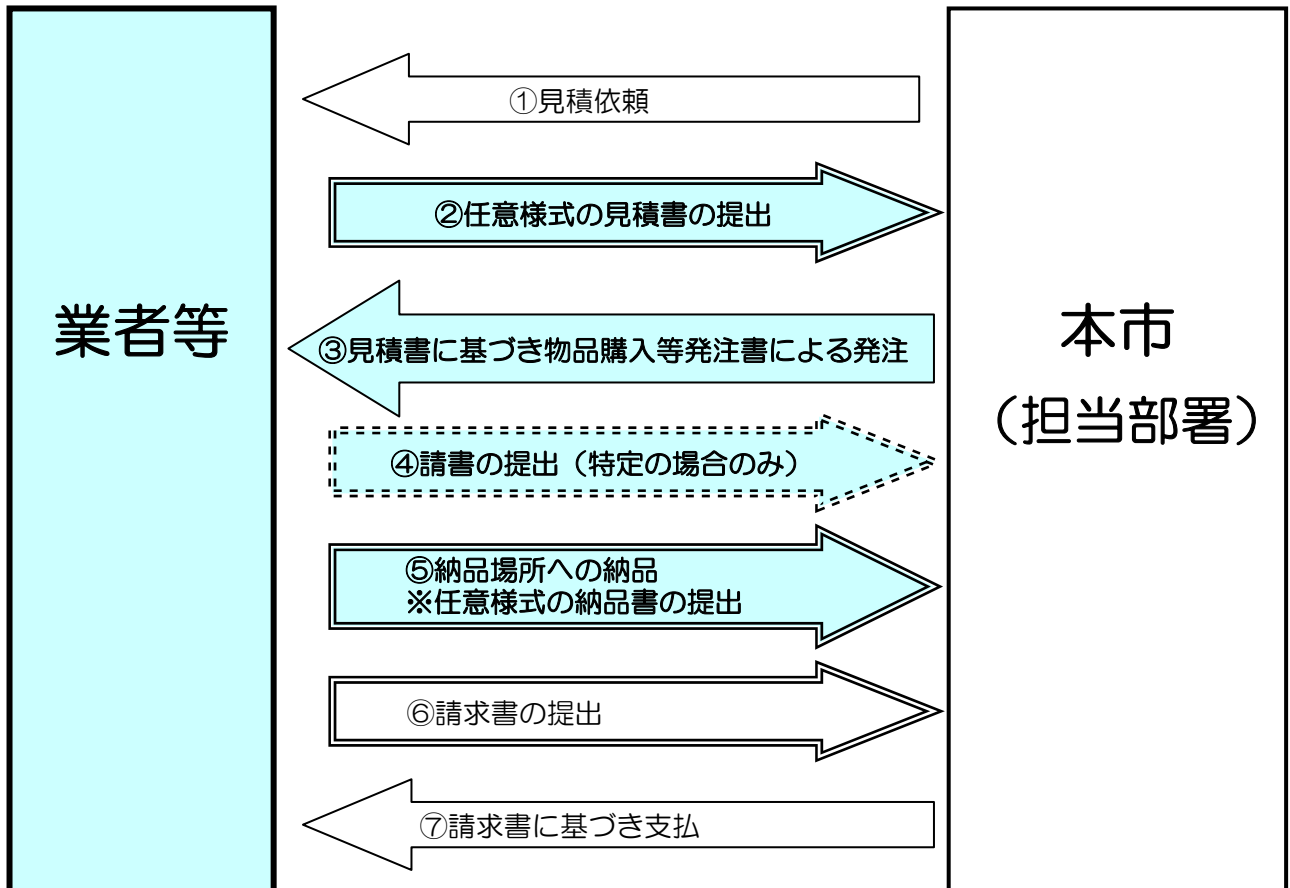 業者等
①見積依頼
②任意様式の見積書の提出
③見積書に基づき物品購入等発注書による発注
④請書の提出（特定の場合のみ）
⑤納品場所への納品
※任意様式の納品書の提出
⑥請求書の提出
⑦請求書に基づき支払
本市
（担当部署）